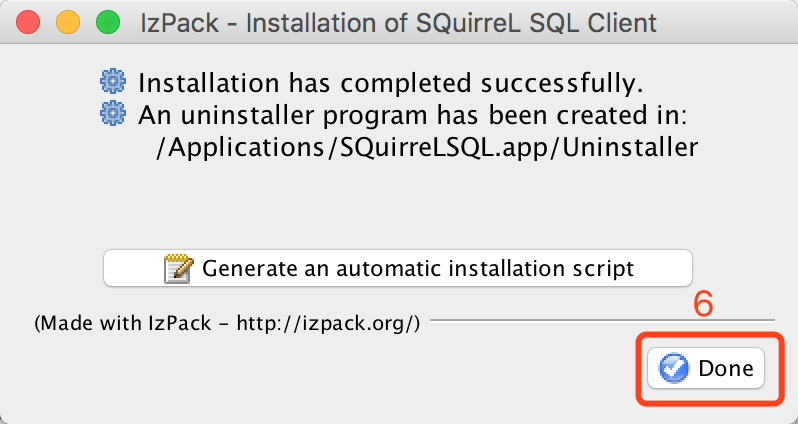 IzPack - Installation of SQuirreL SQL Client
Installation has completed successfully.
An uninstaller program has been created in:
/Applications/SQuirreLSQL.app/Uninstaller
Generate an automatic installation script
6
(Made with IzPack - http://izpack.org/)
Done